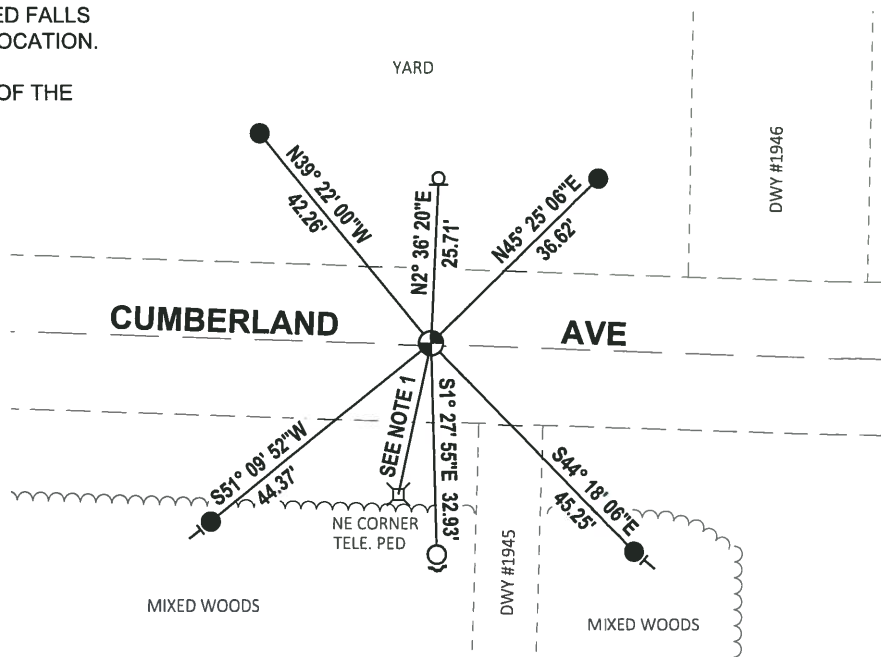 ED FALLS
OCATION.
OF THE
YARD
DWY #1946
N39° 22' 00"W
42.26'
N2° 36' 20"E
25.71'
N45° 25' 06"E
36.62'
CUMBERLAND AVE
S51° 09' 52"W
44.37'
SEE NOTE 1
S1° 27' 55"E 32.93'
S44° 18' 06"E
45.25'
NE CORNER
TELE. PED
DWY #1945
MIXED WOODS
MIXED WOODS